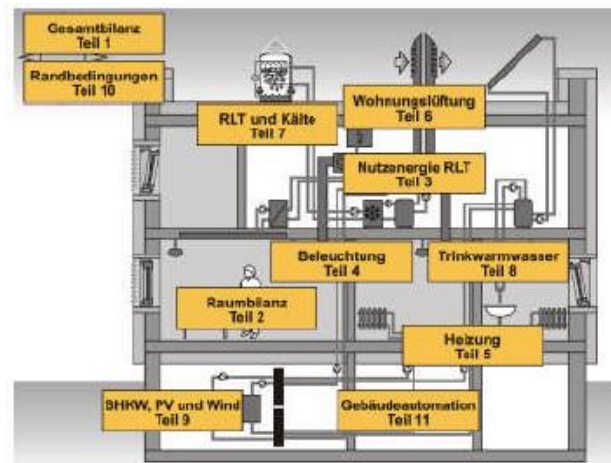 Gesamtbilanz
Teil 1
Randbedingungen
Teil 10
RLT und Kälte
Teil 7
Wohnungslüftung
Teil 6
Nutzenergie RLT
Teil 3
Beleuchtung
Teil 4
Trinkwarmwasser
Teil 8
Raumbilanz
Teil 2
Heizung
Teil 5
BHKW, PV und Wind
Teil 9
Gebäudeautomation
Teil 11